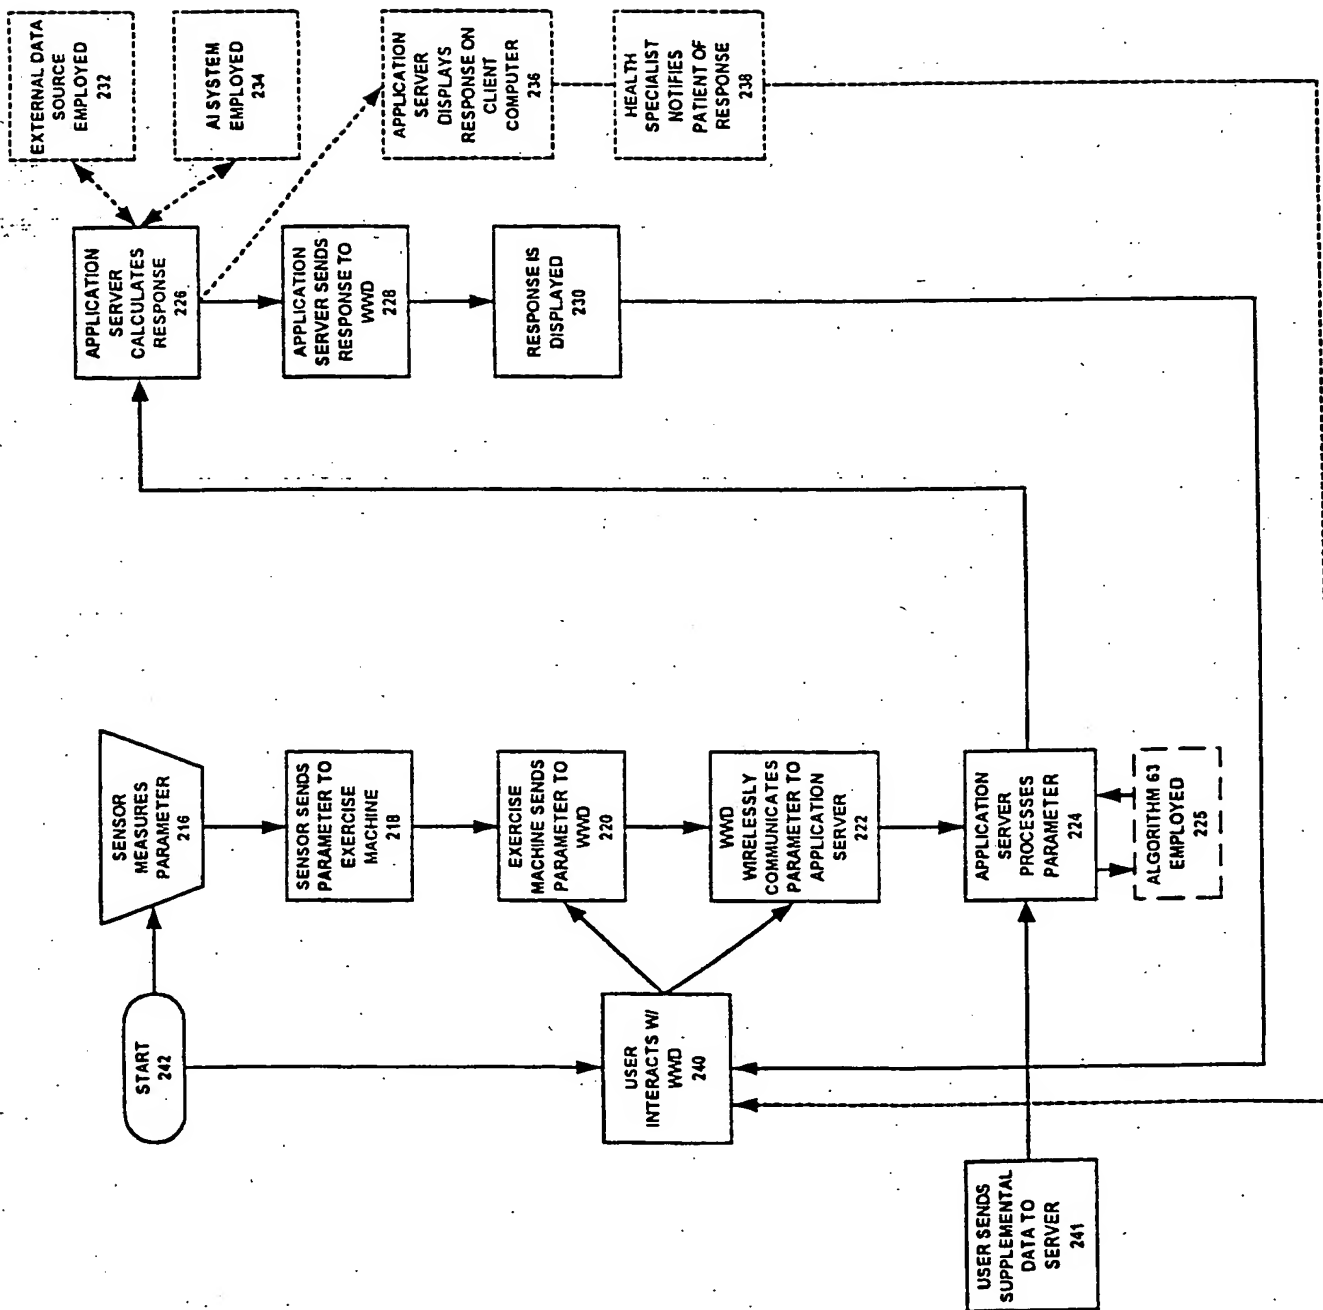 START
242
SENSOR
MEASURES
PARAMETER
216
SENSOR SENDS
PARAMETER TO
EXERCISE
MACHINE
218
EXERCISE
MACHINE SENDS
PARAMETER TO
WWD
220
WWD
WIRELESSLY
COMMUNICATES
PARAMETER TO
APPLICATION
SERVER
222
APPLICATION
SERVER
PROCESSES
PARAMETER
224
ALGORITHM 63
EMPLOYED
225
USER
INTERACTS W/
WWD
240
USER SENDS
SUPPLEMENTAL
DATA TO
SERVER
241
APPLICATION
SERVER
CALCULATES
RESPONSE
226
APPLICATION
SERVER SENDS
RESPONSE TO
WWD
228
RESPONSE IS
DISPLAYED
230
EXTERNAL DATA
SOURCE
EMPLOYED
232
AI SYSTEM
EMPLOYED
234
APPLICATION
SERVER
DISPLAYS
RESPONSE ON
CLIENT
COMPUTER
236
HEALTH
SPECIALIST
NOTIFIES
PATIENT OF
RESPONSE
238